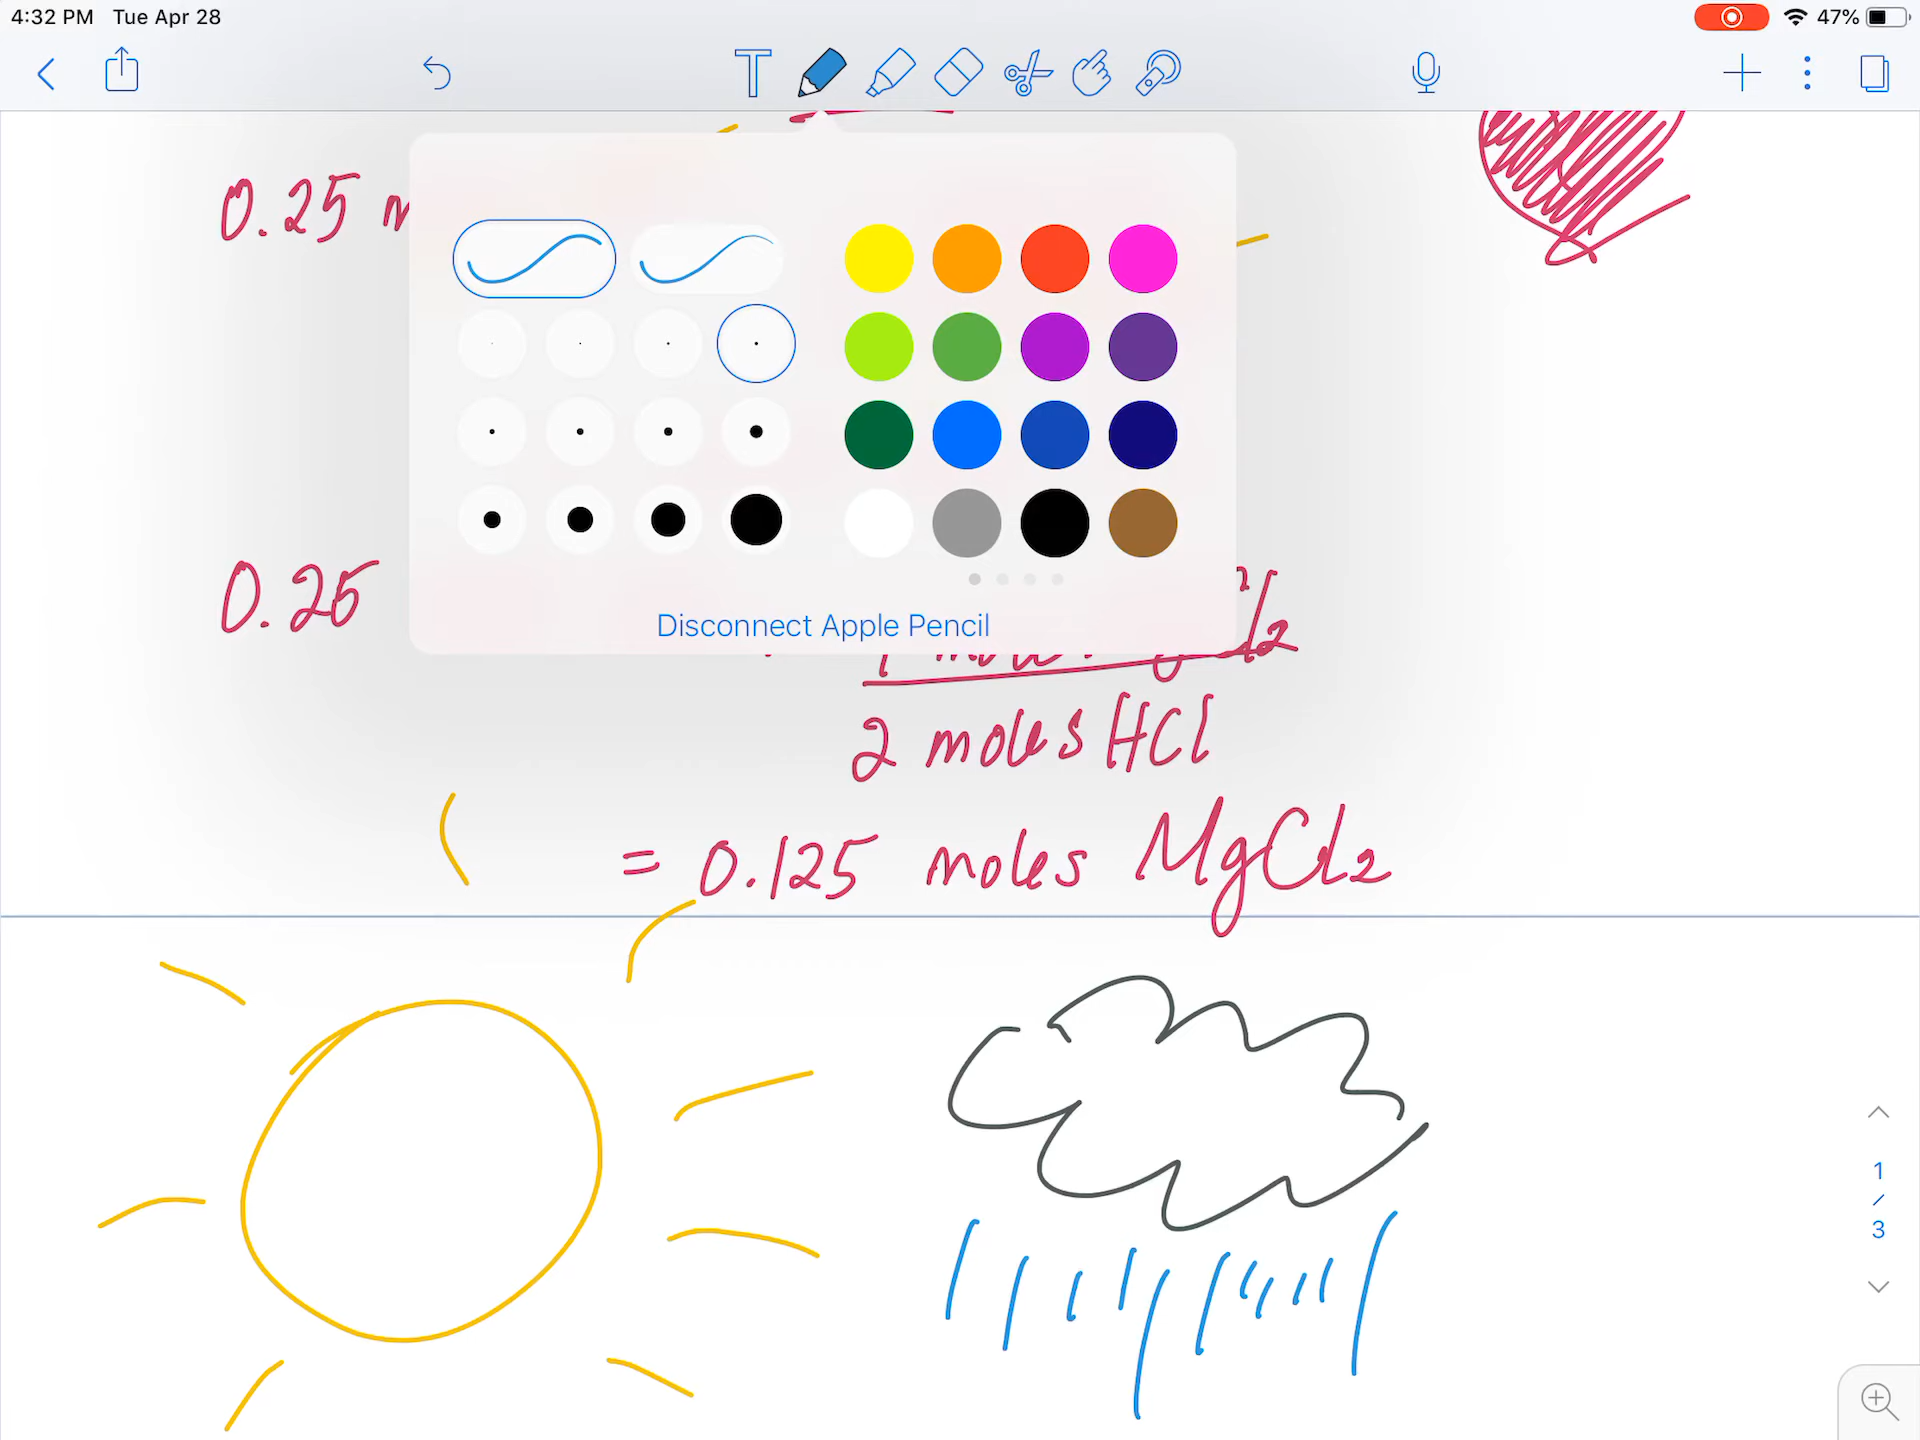 4:32 PM Tue Apr 28
47%
T
0.25
0.25
Disconnect Apple Pencil
2 moles HCl
= 0.125 moles MgCl2
1
/
3